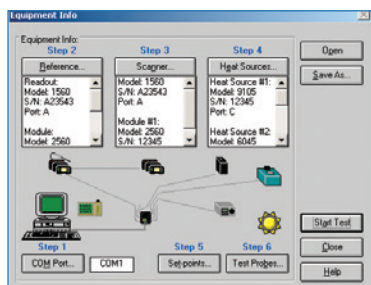 Equipment Info
Equipment Info:
Step 2
Step 3
Step 4
Reference...
Scanner...
Heat Sources...
Open
Save As...
Readout:
Model: 1560
S/N: A23543
Port: A
Module:
Model: 2560
Model: 1560
S/N: A23543
Port: A
Module #1:
Model: 2560
S/N: 12345
Heat Source #1:
Model: 9105
S/N: 12345
Port: C
Heat Source #2:
Model: 6045
Start Test
Step 1
Step 5
Step 6
Close
COM Port...
COM1
Set-points...
Test Probes...
Help